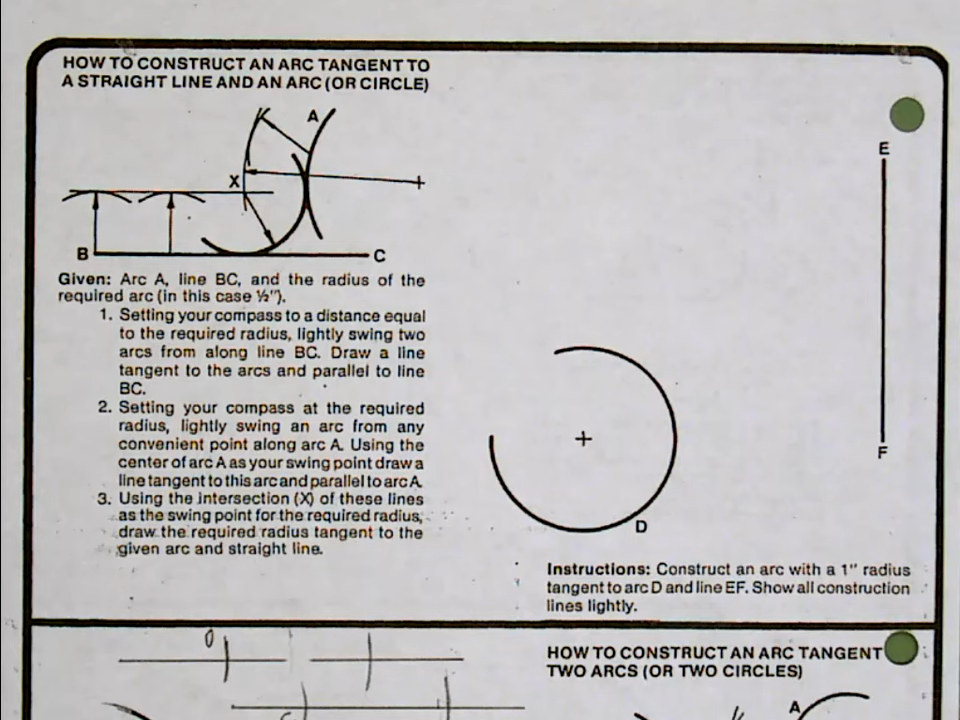 HOW TO CONSTRUCT AN ARC TANGENT TO
A STRAIGHT LINE AND AN ARC (OR CIRCLE)
A
X
B
C
Given: Arc A, line BC, and the radius of the
required arc (in this case ½").
1. Setting your compass to a distance equal
to the required radius, lightly swing two
arcs from along line BC. Draw a line
tangent to the arcs and parallel to line
BC.
2. Setting your compass at the required
radius, lightly swing an arc from any
convenient point along arc A. Using the
center of arc A as your swing point draw a
line tangent to this arc and parallel to arc A.
3. Using the intersection (X) of these lines
as the swing point for the required radius,
draw the required radius tangent to the
given arc and straight line.
E
F
D
Instructions: Construct an arc with a 1" radius
tangent to arc D and line EF. Show all construction
lines lightly.
HOW TO CONSTRUCT AN ARC TANGENT
TWO ARCS (OR TWO CIRCLES)
A